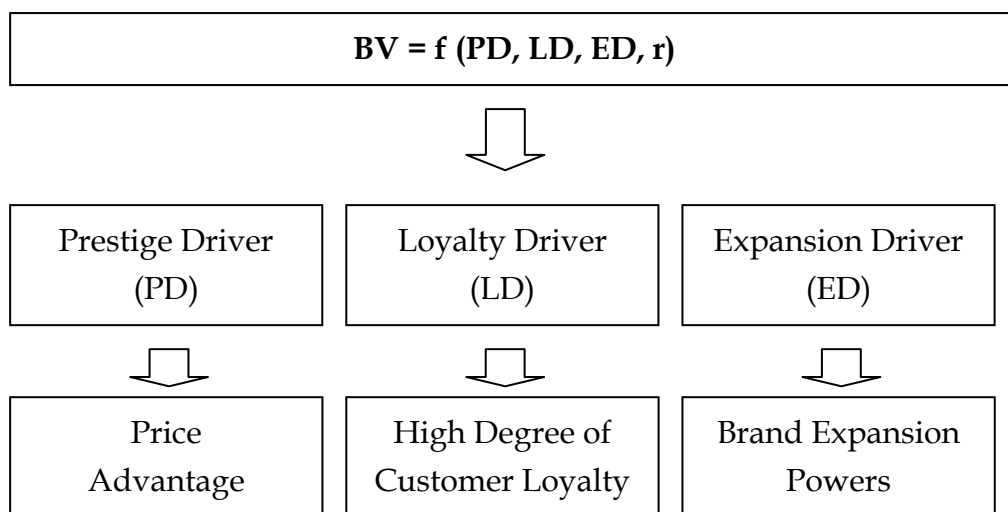 BV = f (PD, LD, ED, r)
Prestige Driver
(PD)
Loyalty Driver
(LD)
Expansion Driver
(ED)
Price
Advantage
High Degree of
Customer Loyalty
Brand Expansion
Powers